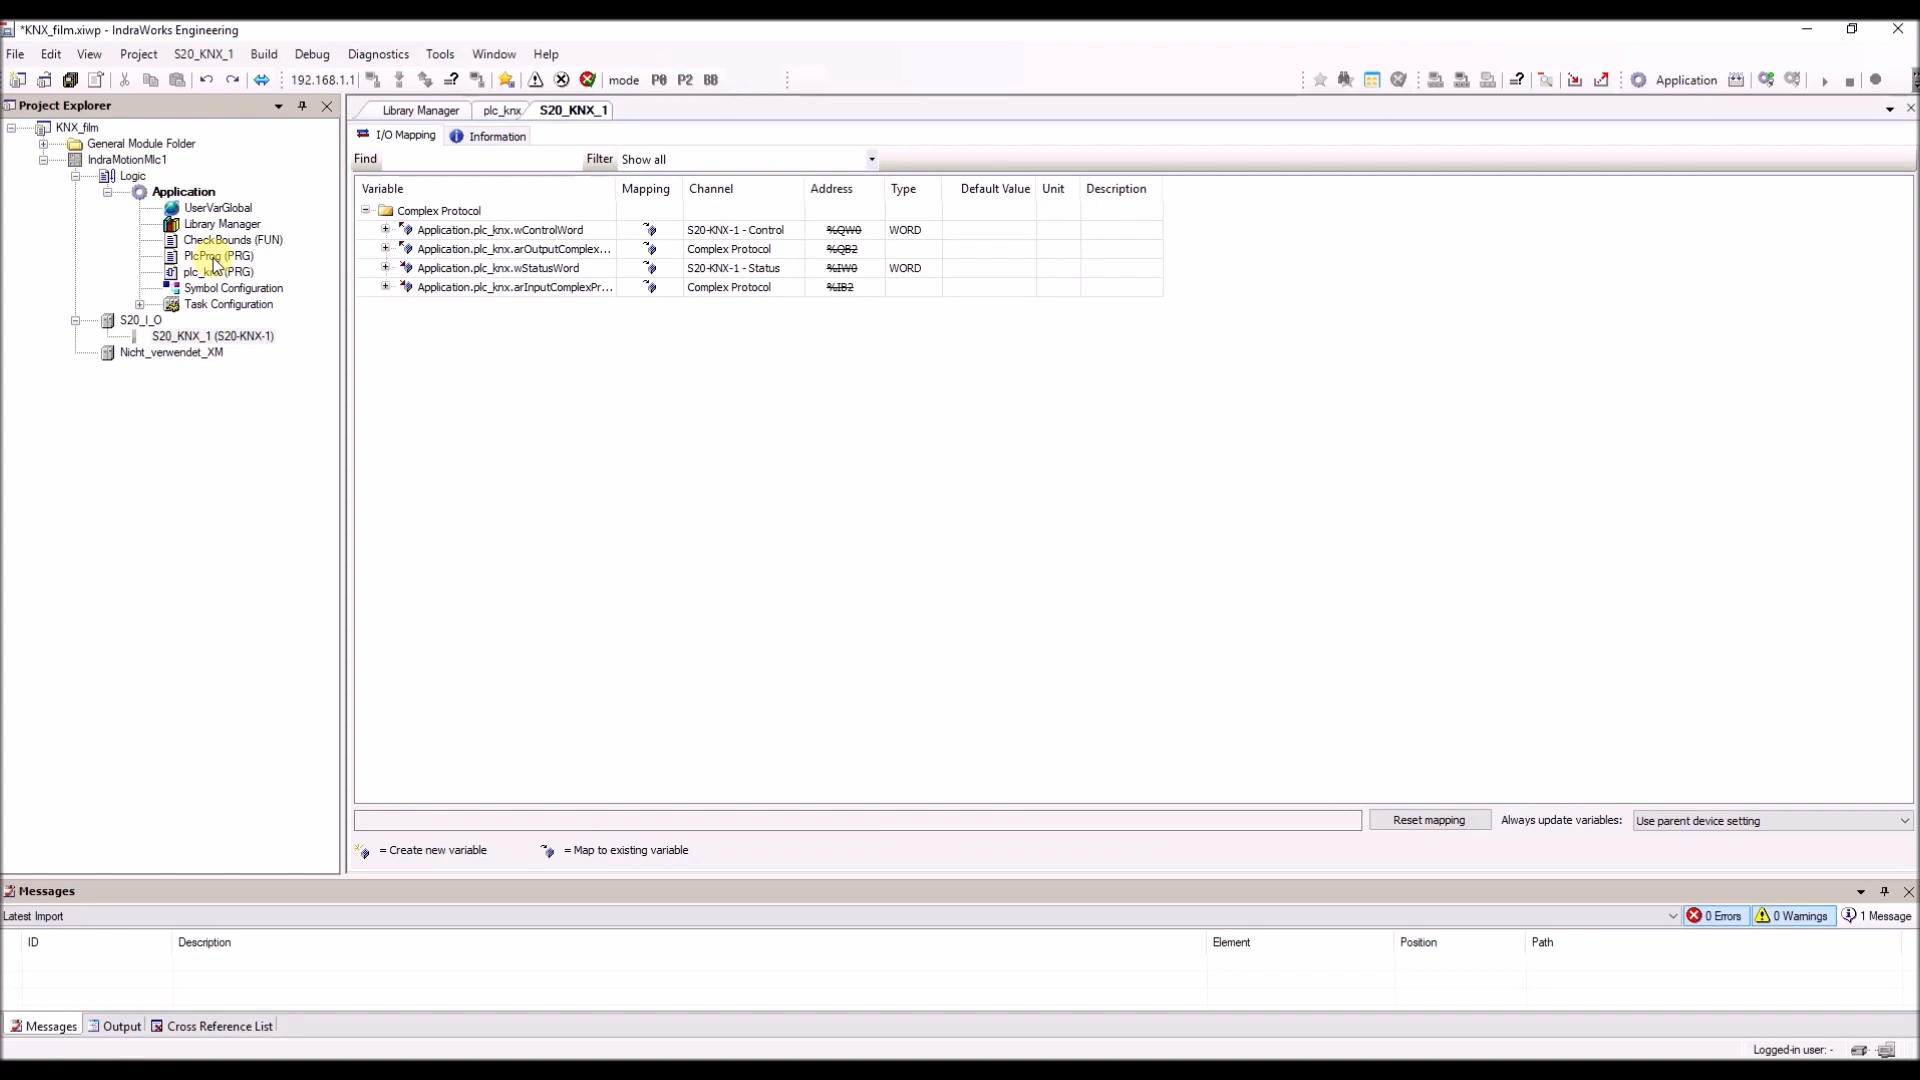 *KNX_film.xiwp - IndraWorks Engineering
File Edit View Project S20_KNX_1 Build Debug Diagnostics Tools Window Help
192.168.1.1 mode P0 P2 BB Application
Project Explorer
KNX_film
General Module Folder
IndraMotionMlc1
Logic
Application
UserVarGlobal
Library Manager
CheckBounds (FUN)
PlcProg (PRG)
plc_knx (PRG)
Symbol Configuration
Task Configuration
S20_I_O
S20_KNX_1 (S20-KNX-1)
Nicht_verwendet_XM
Library Manager plc_knx S20_KNX_1
I/O Mapping Information
Find Filter Show all
Variable Mapping Channel Address Type Default Value Unit Description
Complex Protocol
Application.plc_knx.wControlWord S20-KNX-1 - Control %QW0 WORD
Application.plc_knx.arOutputComplex... Complex Protocol %QB2
Application.plc_knx.wStatusWord S20-KNX-1 - Status %IW0 WORD
Application.plc_knx.arInputComplexPr... Complex Protocol %IB2
Reset mapping Always update variables: Use parent device setting
= Create new variable = Map to existing variable
Messages
Latest Import 0 Errors 0 Warnings 1 Message
ID Description Element Position Path
Messages Output Cross Reference List
Logged-in user: -